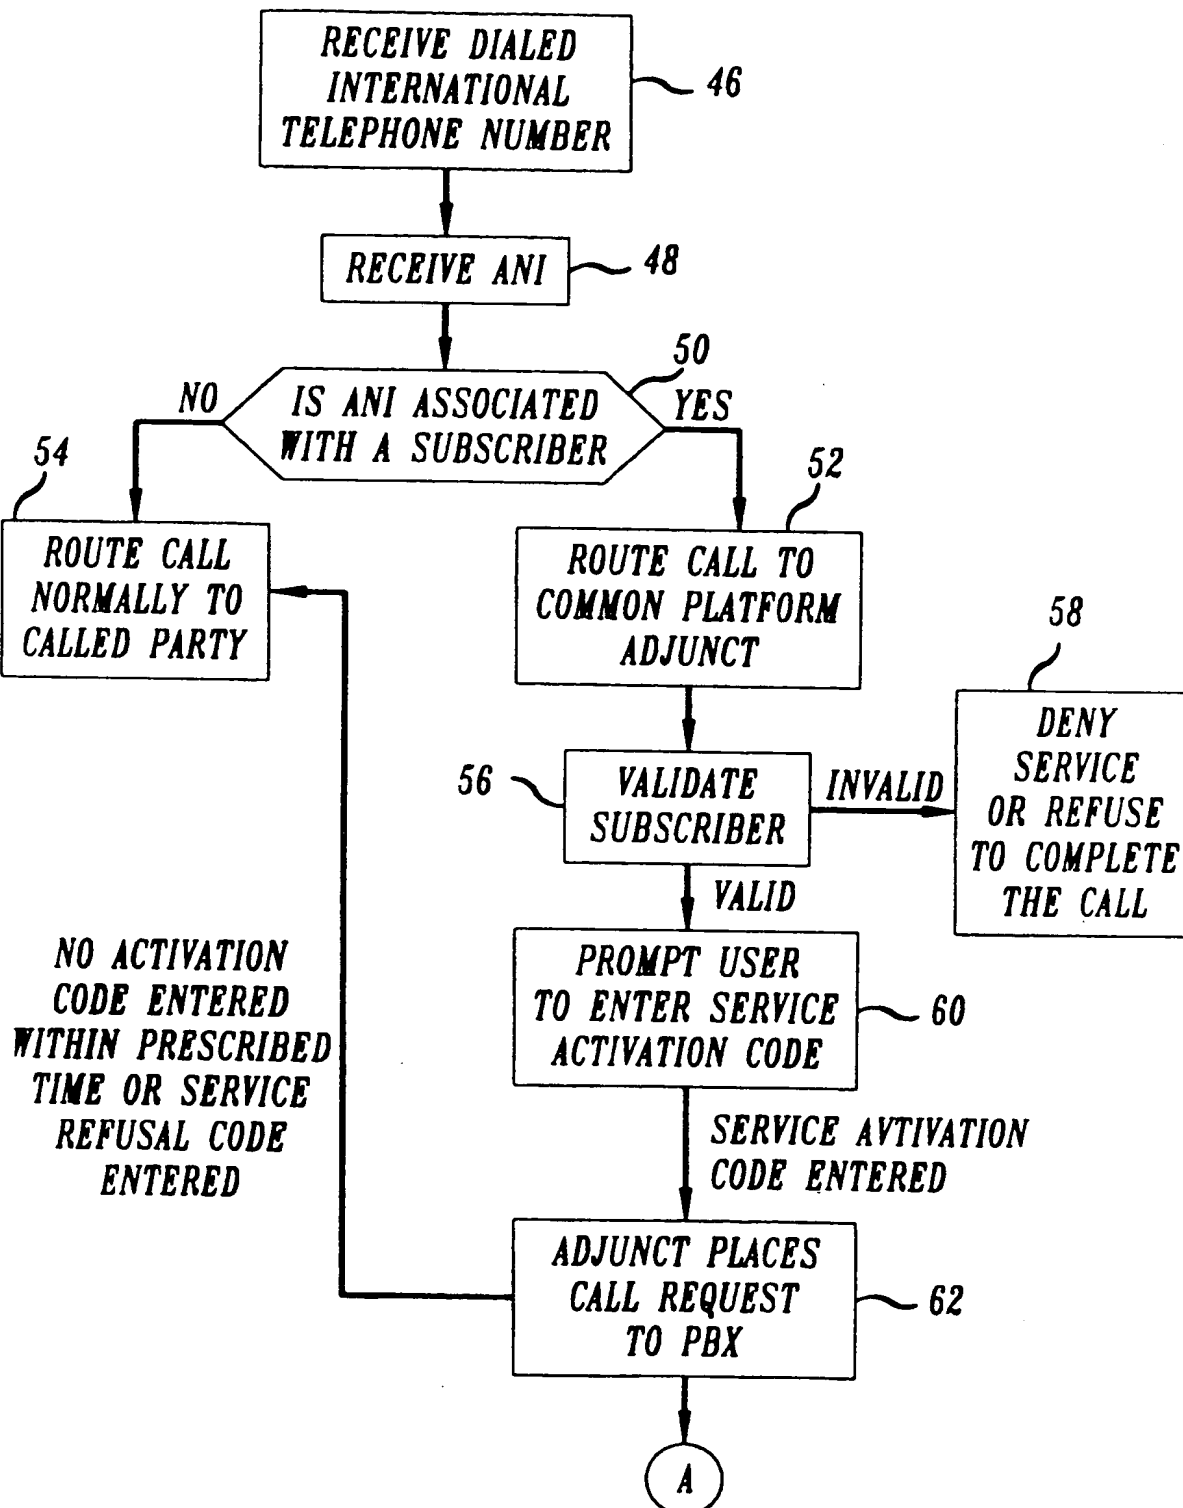 RECEIVE DIALED
INTERNATIONAL
TELEPHONE NUMBER
46
RECEIVE ANI
48
50
IS ANI ASSOCIATED
WITH A SUBSCRIBER
NO
YES
54
ROUTE CALL
NORMALLY TO
CALLED PARTY
52
ROUTE CALL TO
COMMON PLATFORM
ADJUNCT
56
VALIDATE
SUBSCRIBER
INVALID
58
DENY
SERVICE
OR REFUSE
TO COMPLETE
THE CALL
VALID
PROMPT USER
TO ENTER SERVICE
ACTIVATION CODE
60
NO ACTIVATION
CODE ENTERED
WITHIN PRESCRIBED
TIME OR SERVICE
REFUSAL CODE
ENTERED
SERVICE AVTIVATION
CODE ENTERED
ADJUNCT PLACES
CALL REQUEST
TO PBX
62
A